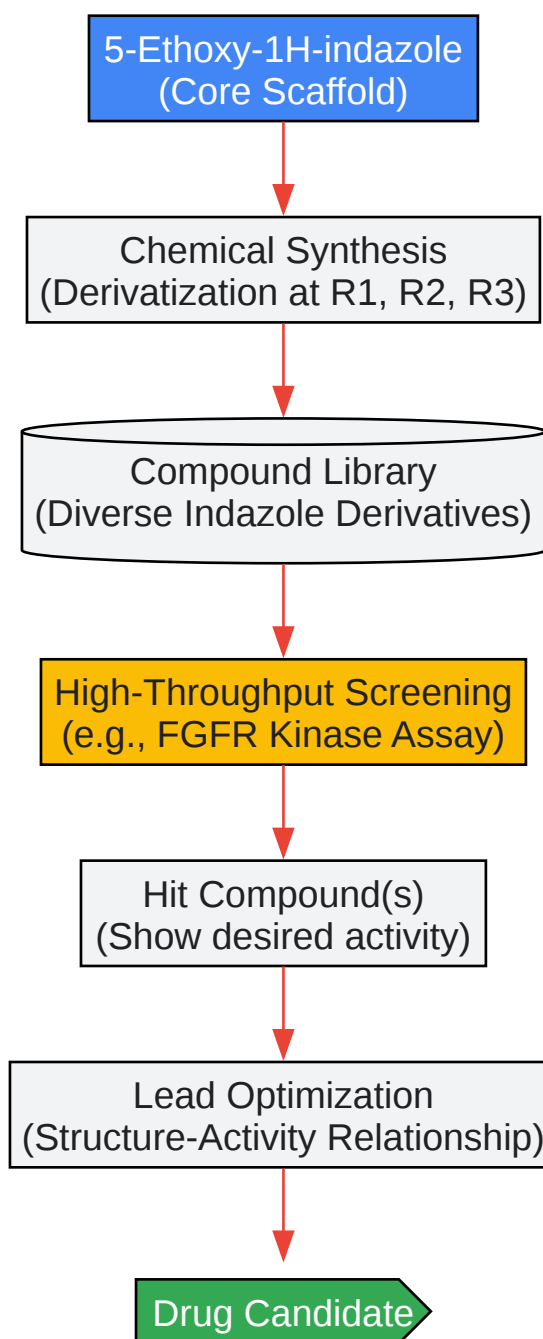 5-Ethoxy-1H-indazole
(Core Scaffold)
Chemical Synthesis
(Derivatization at R1, R2, R3)
Compound Library
(Diverse Indazole Derivatives)
High-Throughput Screening
(e.g., FGFR Kinase Assay)
Hit Compound(s)
(Show desired activity)
Lead Optimization
(Structure-Activity Relationship)
Drug Candidate